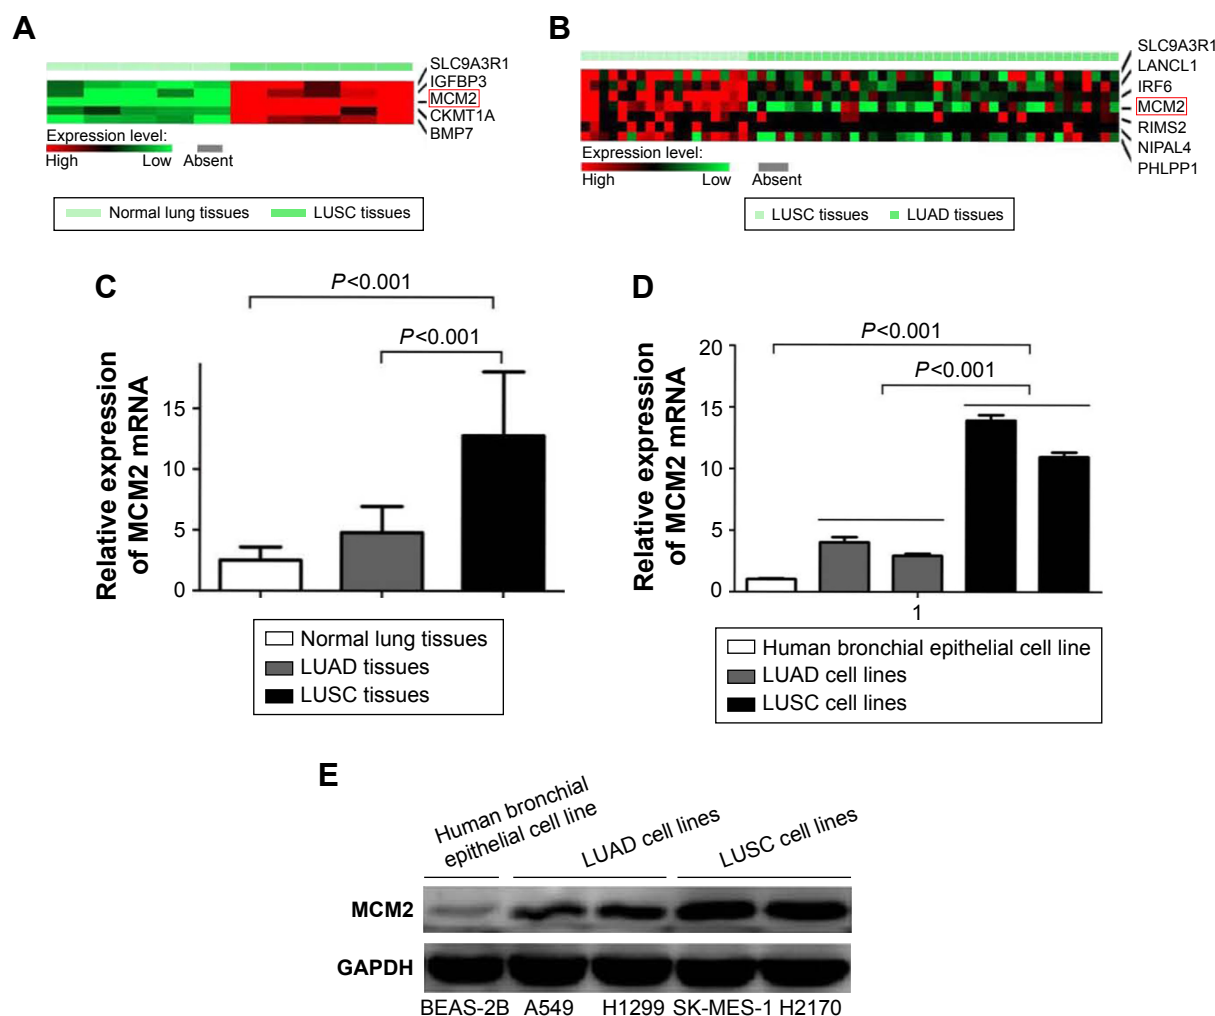 A
SLC9A3R1
IGFBP3
MCM2
CKMT1A
BMP7
Expression level:
High Low Absent
Normal lung tissues LUSC tissues
B
SLC9A3R1
LANCL1
IRF6
MCM2
RIMS2
NIPAL4
PHLPP1
Expression level:
High Low Absent
LUSC tissues LUAD tissues
C
P<0.001
P<0.001
Relative expression
of MCM2 mRNA
15
10
5
0
Normal lung tissues
LUAD tissues
LUSC tissues
D
P<0.001
P<0.001
Relative expression
of MCM2 mRNA
20
15
10
5
0
1
Human bronchial epithelial cell line
LUAD cell lines
LUSC cell lines
E
Human bronchial
epithelial cell line
LUAD cell lines
LUSC cell lines
MCM2
GAPDH
BEAS-2B A549 H1299 SK-MES-1 H2170